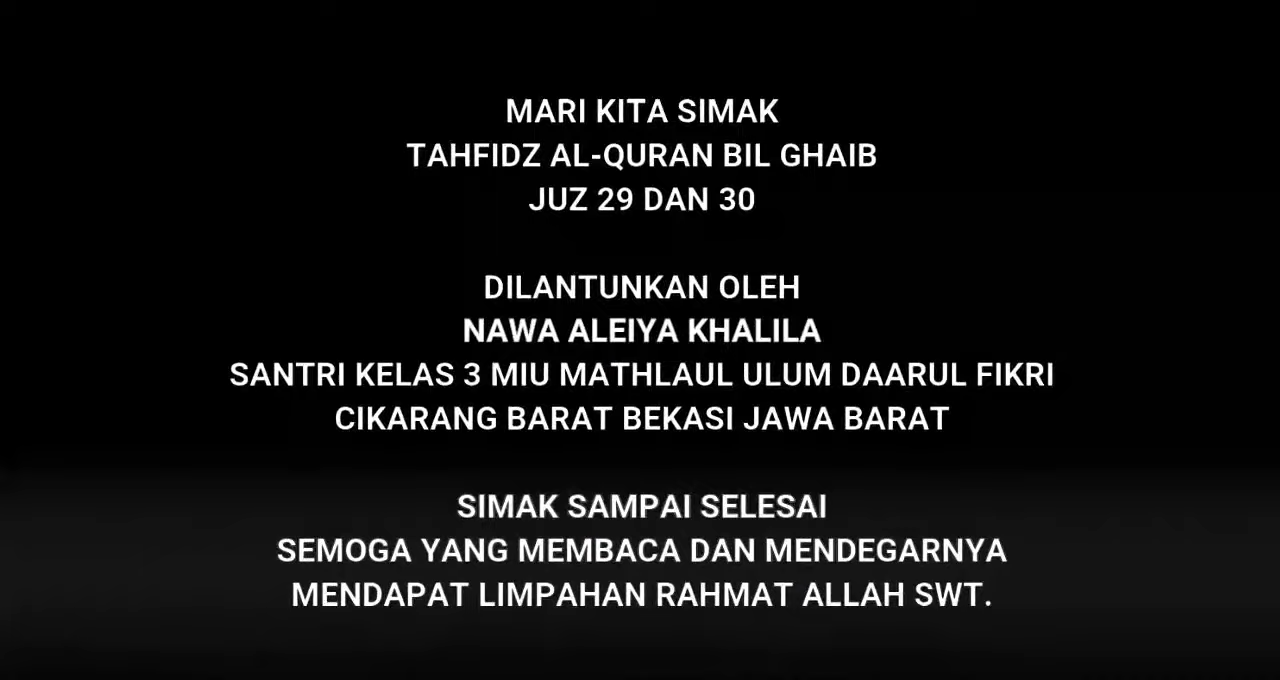 MARI KITA SIMAK
TAHFIDZ AL-QURAN BIL GHAIB
JUZ 29 DAN 30
DILANTUNKAN OLEH
NAWA ALEIYA KHALILA
SANTRI KELAS 3 MIU MATHLAUL ULUM DAARUL FIKRI
CIKARANG BARAT BEKASI JAWA BARAT
SIMAK SAMPAI SELESAI
SEMOGA YANG MEMBACA DAN MENDEGARNYA
MENDAPAT LIMPAHAN RAHMAT ALLAH SWT.